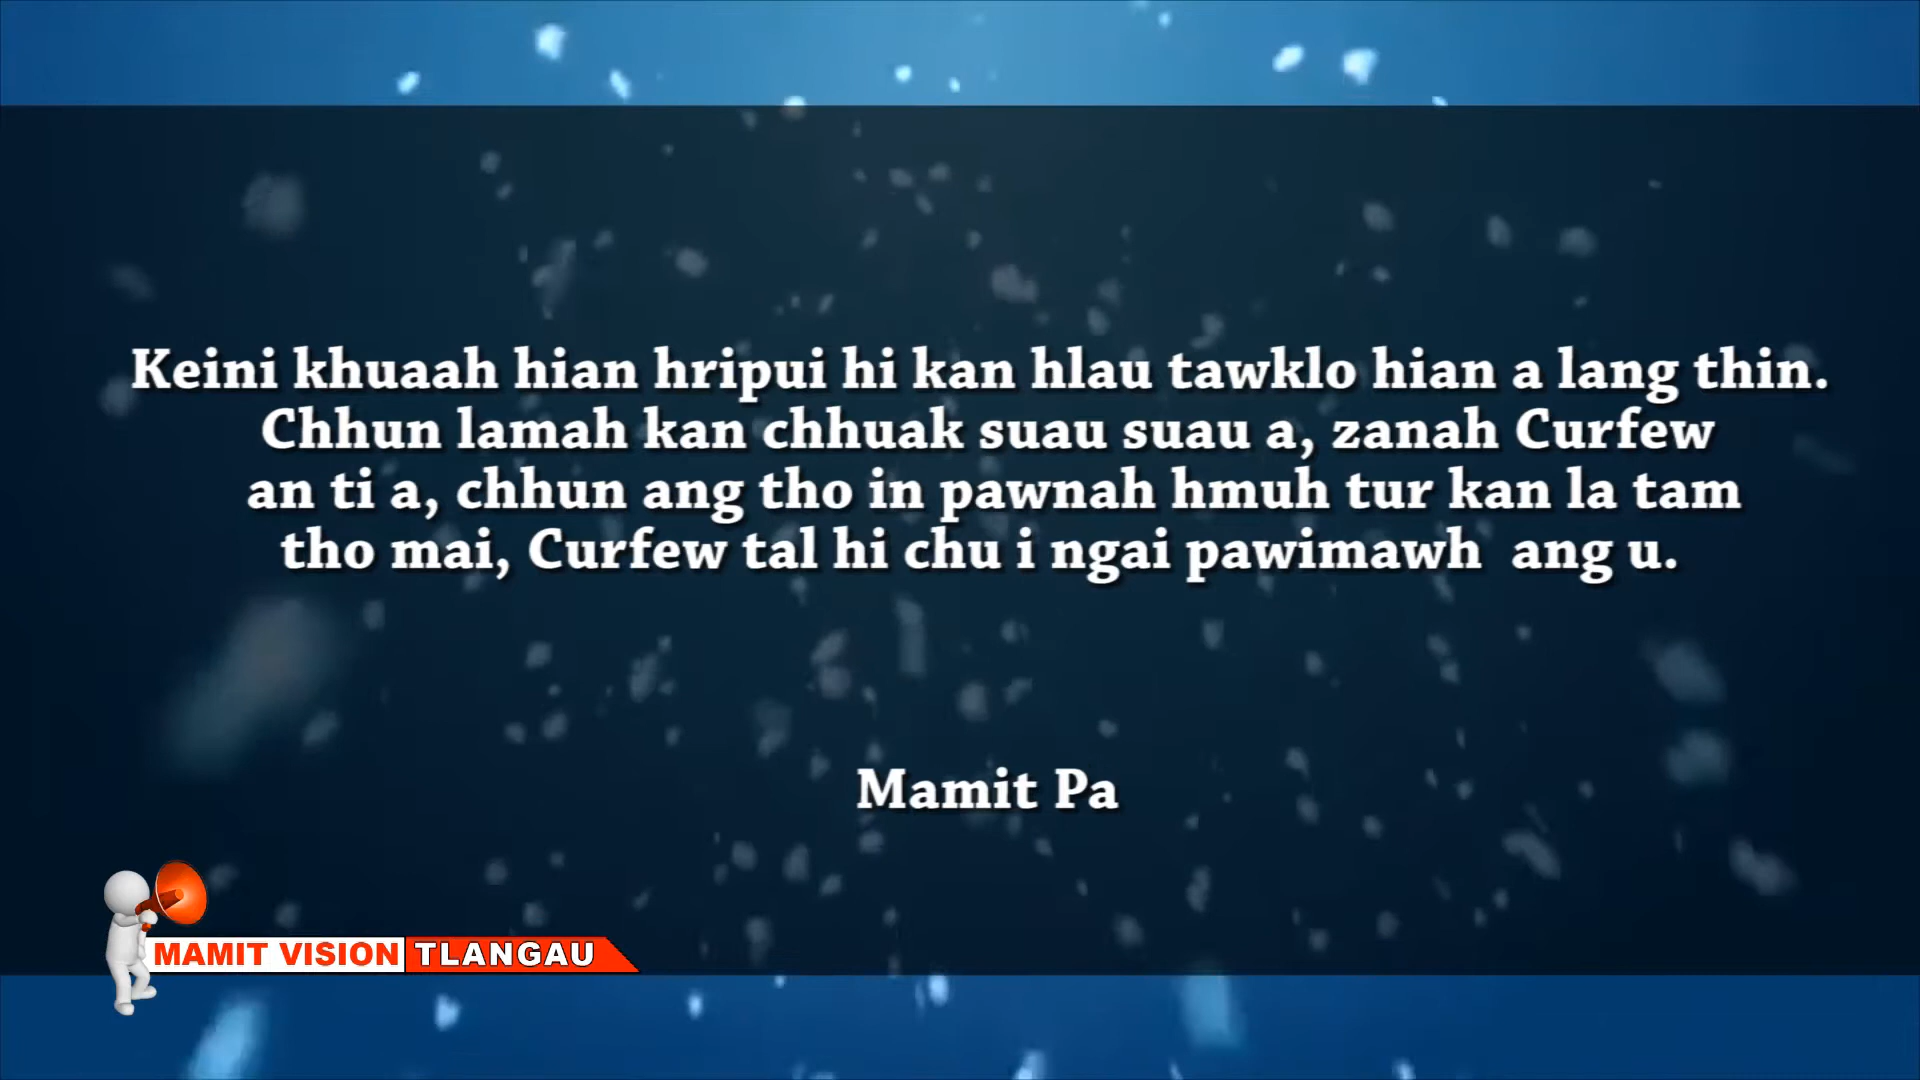 Keini khuaah hian hripui hi kan hlau tawklo hian a lang thin.
Chhun lamah kan chhuak suau suau a, zanah Curfew
an ti a, chhun ang tho in pawnah hmuh tur kan la tam
tho mai, Curfew tal hi chu i ngai pawimawh  ang u.
Mamit Pa
MAMIT VISION TLANGAU